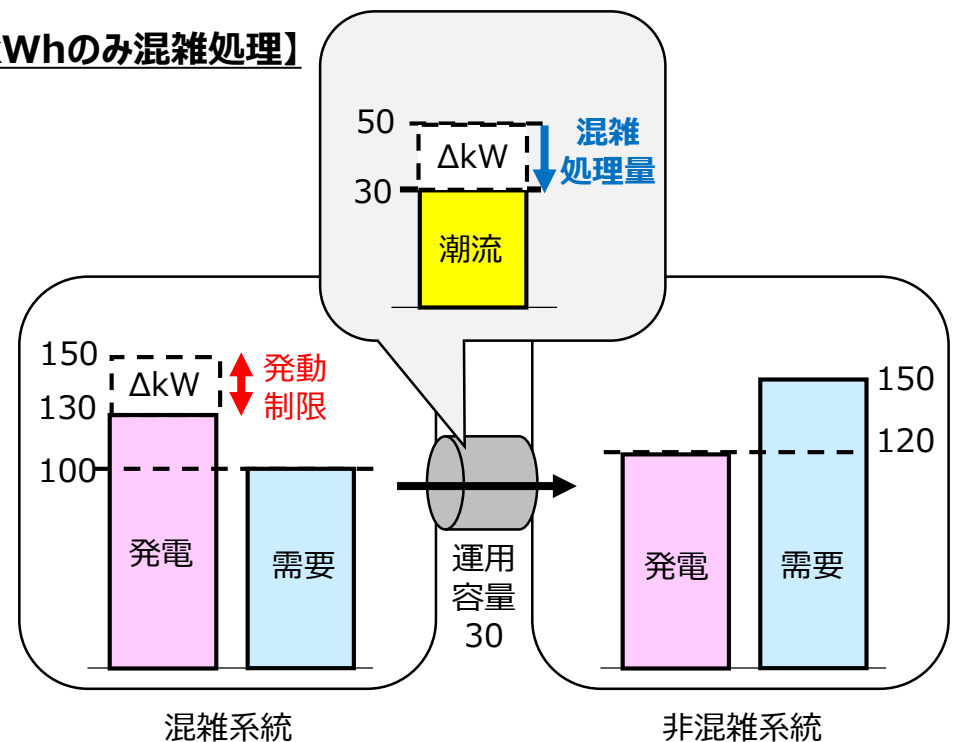 Whのみ混雑処理】
50
ΔkW
混雑
処理量
30
潮流
150
ΔkW
発動
制限
130
100
発電
需要
運用
容量
30
150
120
発電
需要
混雑系統
非混雑系統